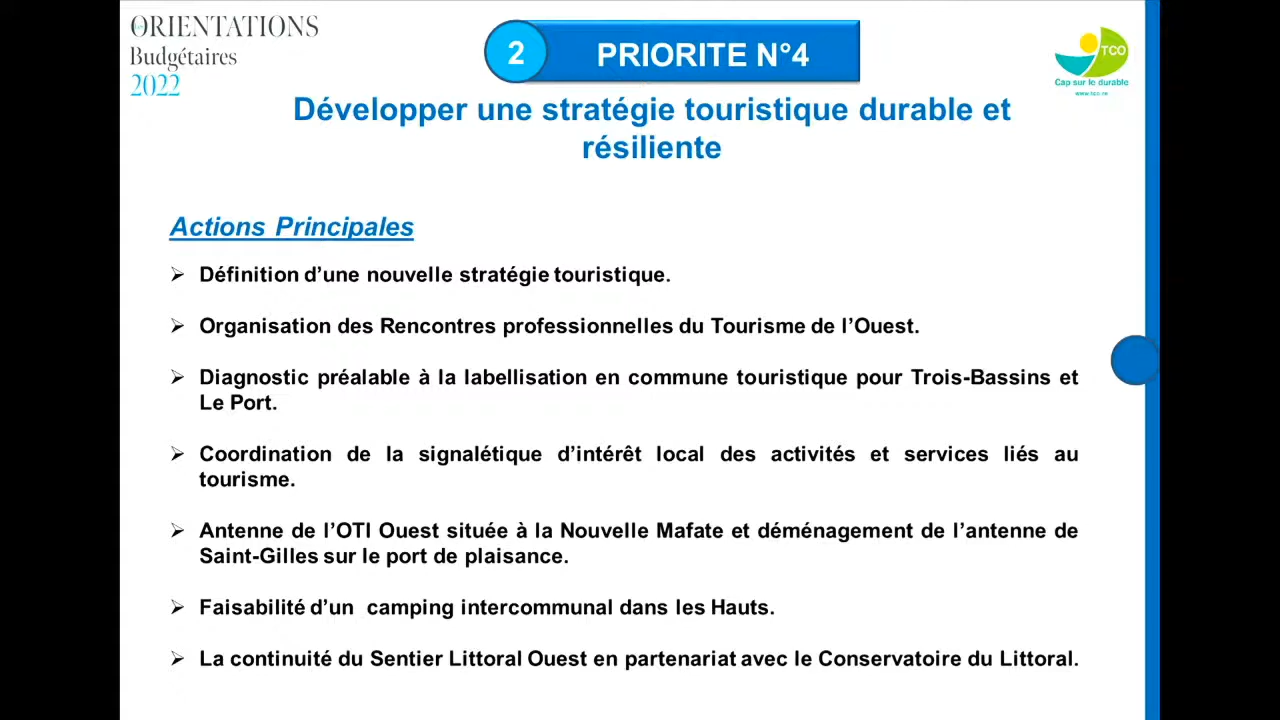 ORIENTATIONS
Budgétaires
2022
2
PRIORITE N°4
TCO
Cap sur le durable
www.tco.re
Développer une stratégie touristique durable et
résiliente
Actions Principales
➢ Définition d’une nouvelle stratégie touristique.
➢ Organisation des Rencontres professionnelles du Tourisme de l’Ouest.
➢ Diagnostic préalable à la labellisation en commune touristique pour Trois-Bassins et
Le Port.
➢ Coordination de la signalétique d’intérêt local des activités et services liés au
tourisme.
➢ Antenne de l’OTI Ouest située à la Nouvelle Mafate et déménagement de l’antenne de
Saint-Gilles sur le port de plaisance.
➢ Faisabilité d’un camping intercommunal dans les Hauts.
➢ La continuité du Sentier Littoral Ouest en partenariat avec le Conservatoire du Littoral.